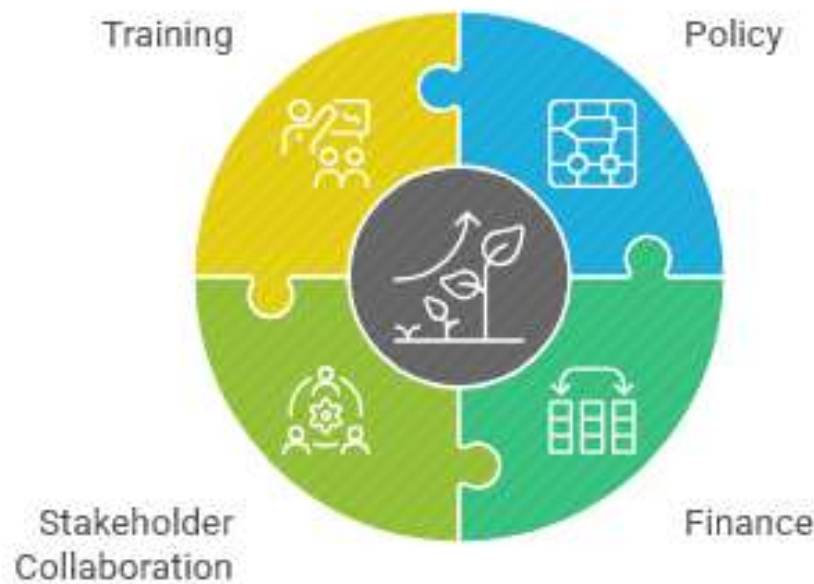 Training
Policy
Stakeholder
Collaboration
Finance